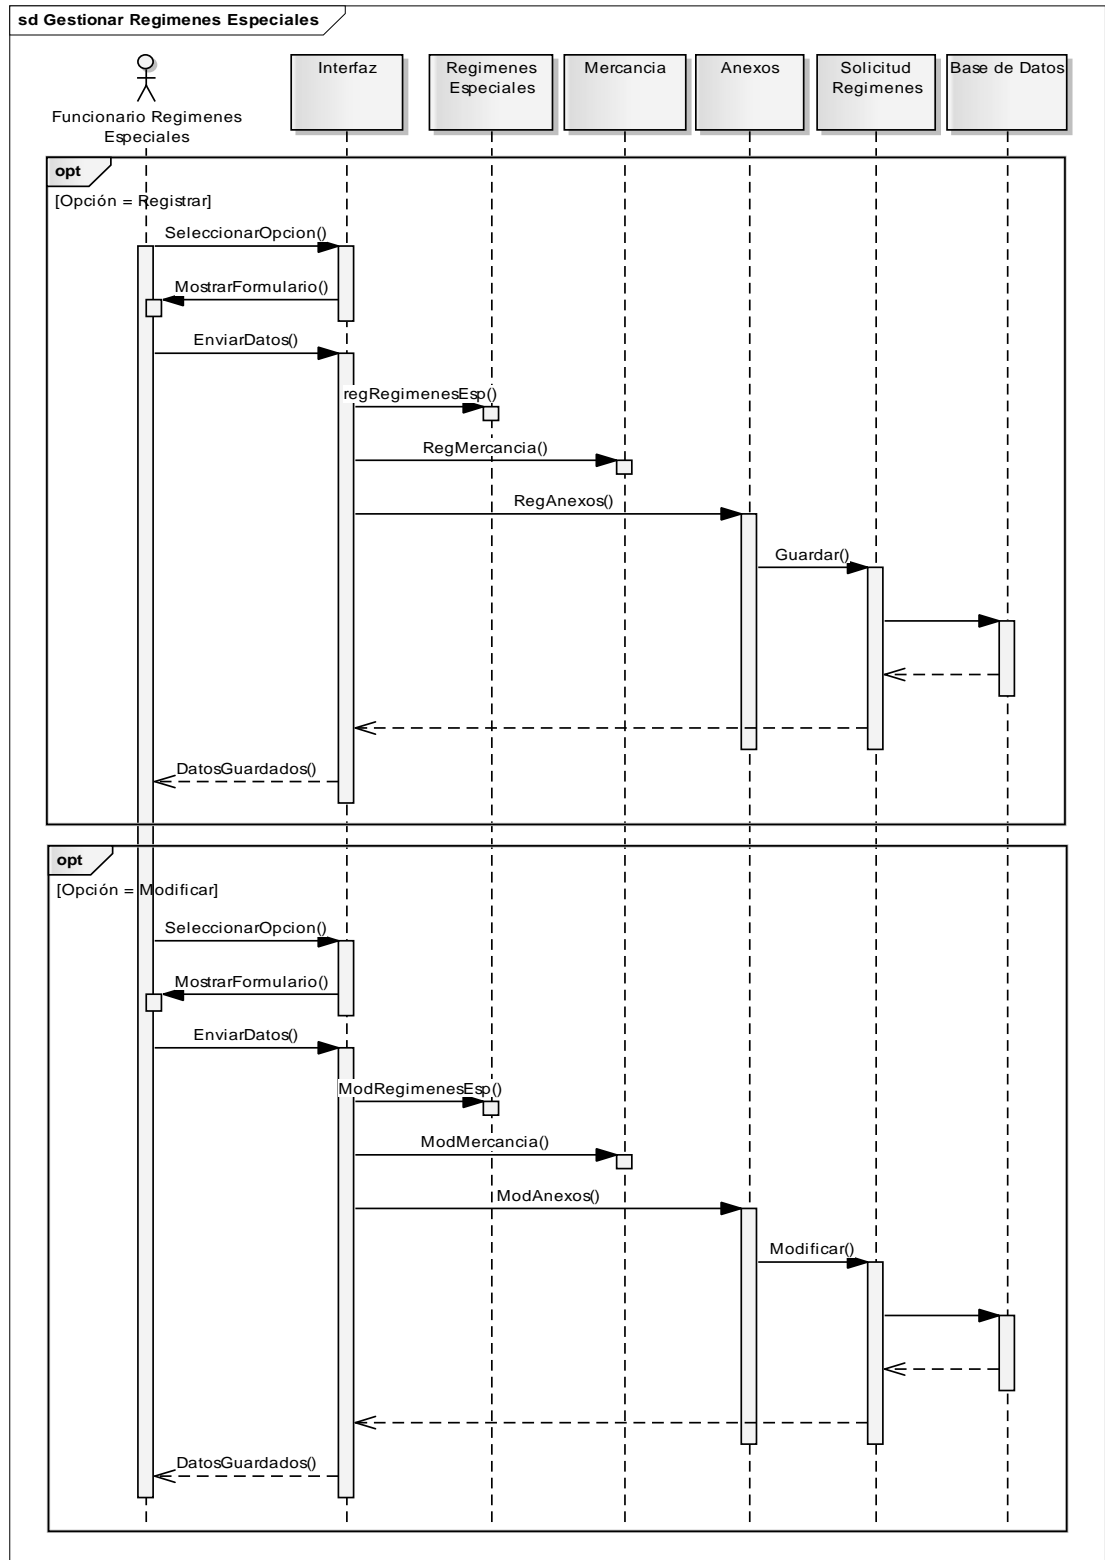 sd Gestionar Regimenes Especiales
Funcionario Regimenes
Especiales
Interfaz
Regimenes
Especiales
Mercancia
Anexos
Solicitud
Regimenes
Base de Datos
opt
[Opción = Registrar]
SeleccionarOpcion()
MostrarFormulario()
EnviarDatos()
regRegimenesEsp()
RegMercancia()
RegAnexos()
Guardar()
DatosGuardados()
opt
[Opción = Modificar]
SeleccionarOpcion()
MostrarFormulario()
EnviarDatos()
ModRegimenesEsp()
ModMercancia()
ModAnexos()
Modificar()
DatosGuardados()